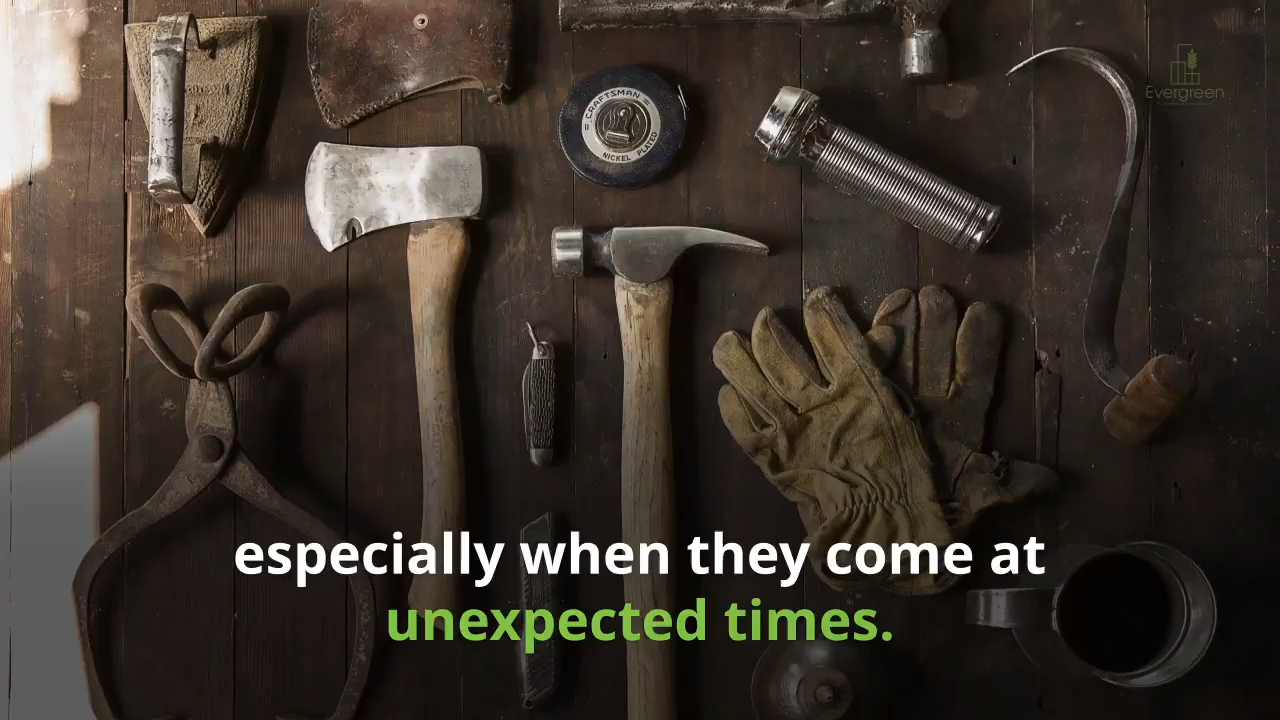 Evergreen
= CRAFTSMAN =
NICKEL PLATED
especially when they come at
unexpected times.